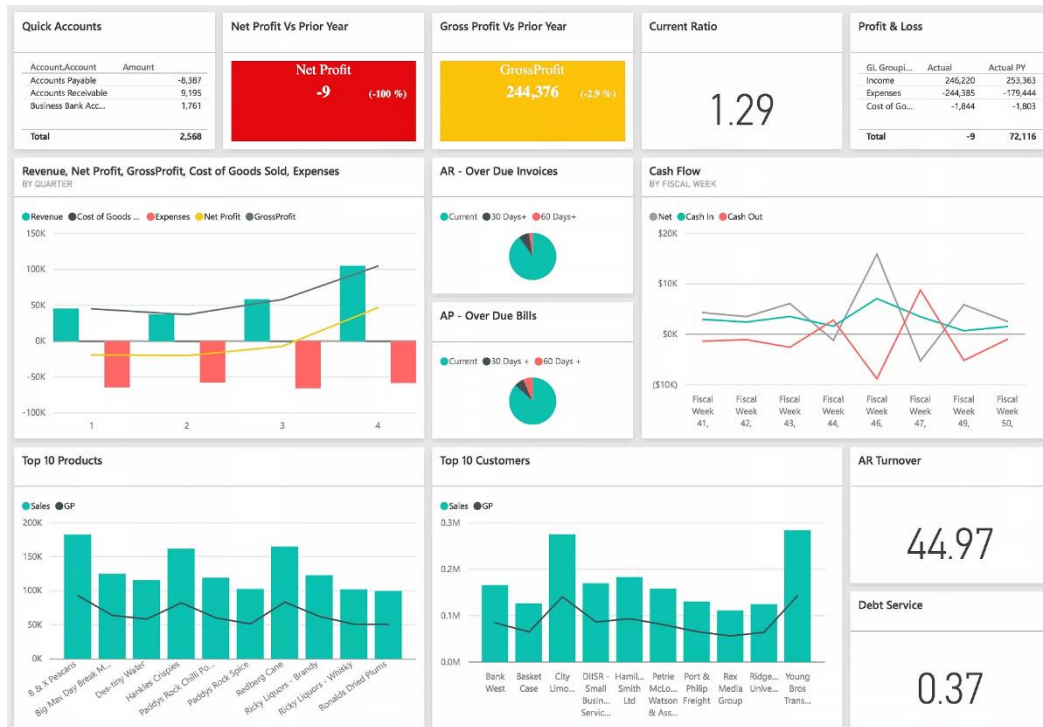 Quick Accounts
Account.Account Amount
Accounts Payable -8,387
Accounts Receivable 9,195
Business Bank Acc... 1,761
Total 2,568
Net Profit Vs Prior Year
Net Profit
-9 (-100 %)
Gross Profit Vs Prior Year
GrossProfit
244,376 (-2.9 %)
Current Ratio
1.29
Profit & Loss
GL Groupi... Actual Actual PY
Income 246,220 253,363
Expenses -244,385 -179,444
Cost of Go... -1,844 -1,803
Total -9 72,116
Revenue, Net Profit, GrossProfit, Cost of Goods Sold, Expenses
BY QUARTER
Revenue Cost of Goods ... Expenses Net Profit GrossProfit
150K
100K
50K
0K
-50K
-100K
1 2 3 4
AR - Over Due Invoices
Current 30 Days+ 60 Days+
AP - Over Due Bills
Current 30 Days + 60 Days +
Cash Flow
BY FISCAL WEEK
Net Cash In Cash Out
$20K
$10K
$0K
($10K)
Fiscal Fiscal Fiscal Fiscal Fiscal Fiscal Fiscal Fiscal
Week Week Week Week Week Week Week Week
41, 42, 43, 44, 46, 47, 49, 50,
Top 10 Products
Sales GP
200K
150K
100K
50K
0K
B & X Peacans
Big Max Day Break M...
Des-tiny Water
Hankles Crispies
Paddys Rock Chilli Po...
Paddys Rock Spice
Redberg Cane
Ricky Liquors - Brandy
Ricky Liquors - Whisky
Ronalds Dried Plums
Top 10 Customers
Sales GP
0.3M
0.2M
0.1M
0.0M
Bank Basket City DIISR - Hamil... Petrie Port & Rex Ridge... Young
West Case Limo... Small Smith McLo... Philip Media Unive... Bros
Busin... Ltd Watson Freight Group Trans...
Servic... & Ass...
AR Turnover
44.97
Debt Service
0.37